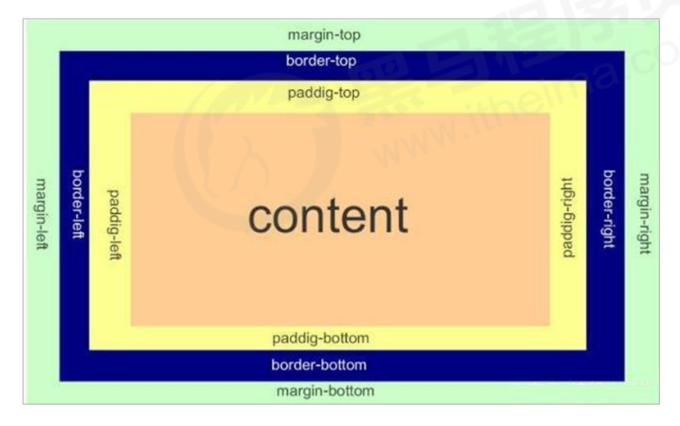 margin-top
border-top
paddig-top
margin-left
border-left
paddig-left
content
paddig-right
border-right
margin-right
paddig-bottom
border-bottom
margin-bottom
黑马程序员
www.itheima.com